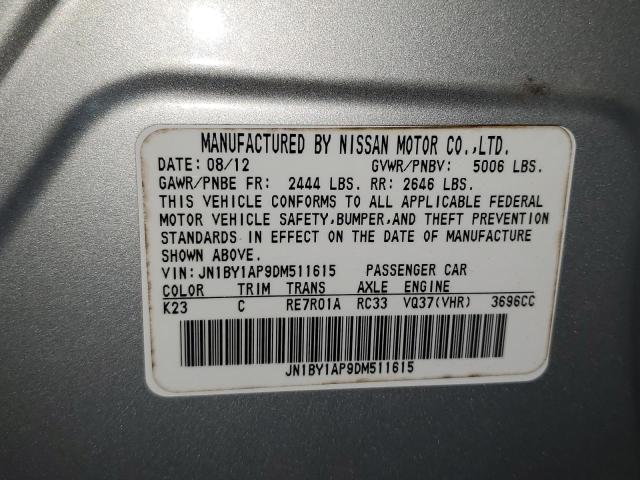 MANUFACTURED BY NISSAN MOTOR CO.,LTD.
DATE: 08/12 GVWR/PNBV: 5006 LBS.
GAWR/PNBE FR: 2444 LBS. RR: 2646 LBS.
THIS VEHICLE CONFORMS TO ALL APPLICABLE FEDERAL
MOTOR VEHICLE SAFETY,BUMPER,AND THEFT PREVENTION
STANDARDS IN EFFECT ON THE DATE OF MANUFACTURE
SHOWN ABOVE.
VIN: JN1BY1AP9DM511615 PASSENGER CAR
COLOR TRIM TRANS AXLE ENGINE
K23 C RE7R01A RC33 VQ37(VHR) 3696CC
JN1BY1AP9DM511615